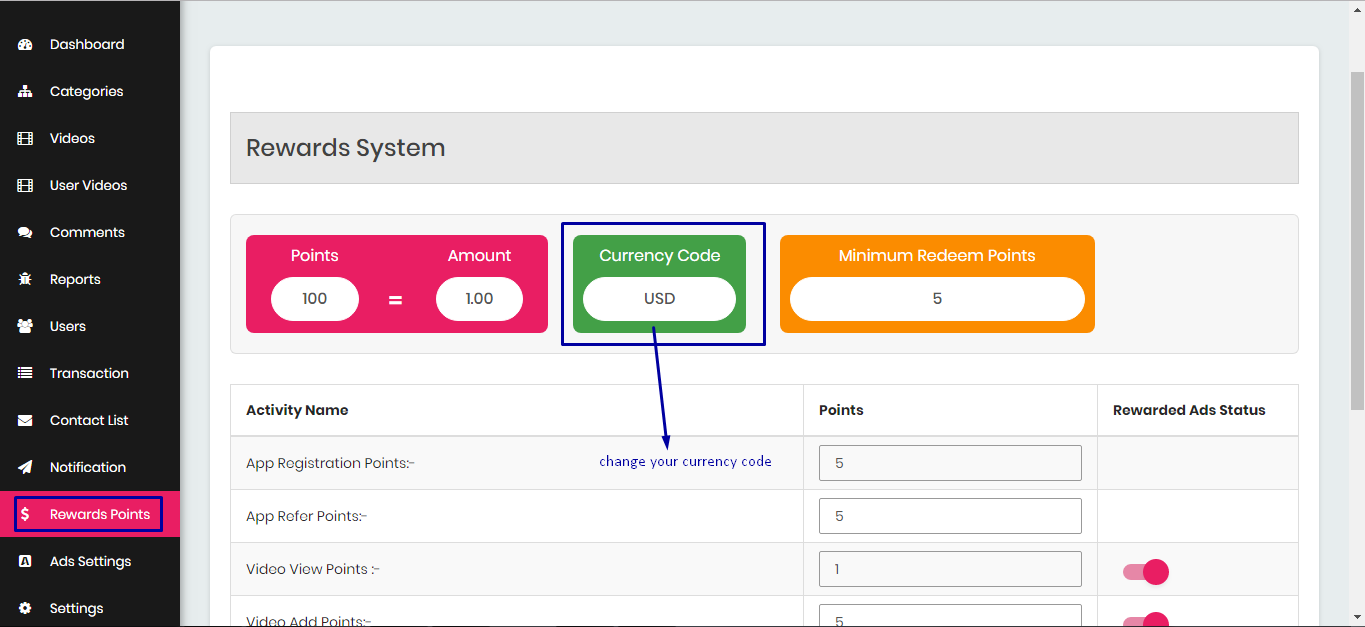 Dashboard
Categories
Videos
User Videos
Comments
Reports
Users
Transaction
Contact List
Notification
$ Rewards Points
Ads Settings
Settings
Rewards System
Points Amount
100 = 1.00
Currency Code
USD
Minimum Redeem Points
5
Activity Name Points Rewarded Ads Status
App Registration Points:- change your currency code 5
App Refer Points:- 5
Video View Points :- 1
Video Add Points:- 5